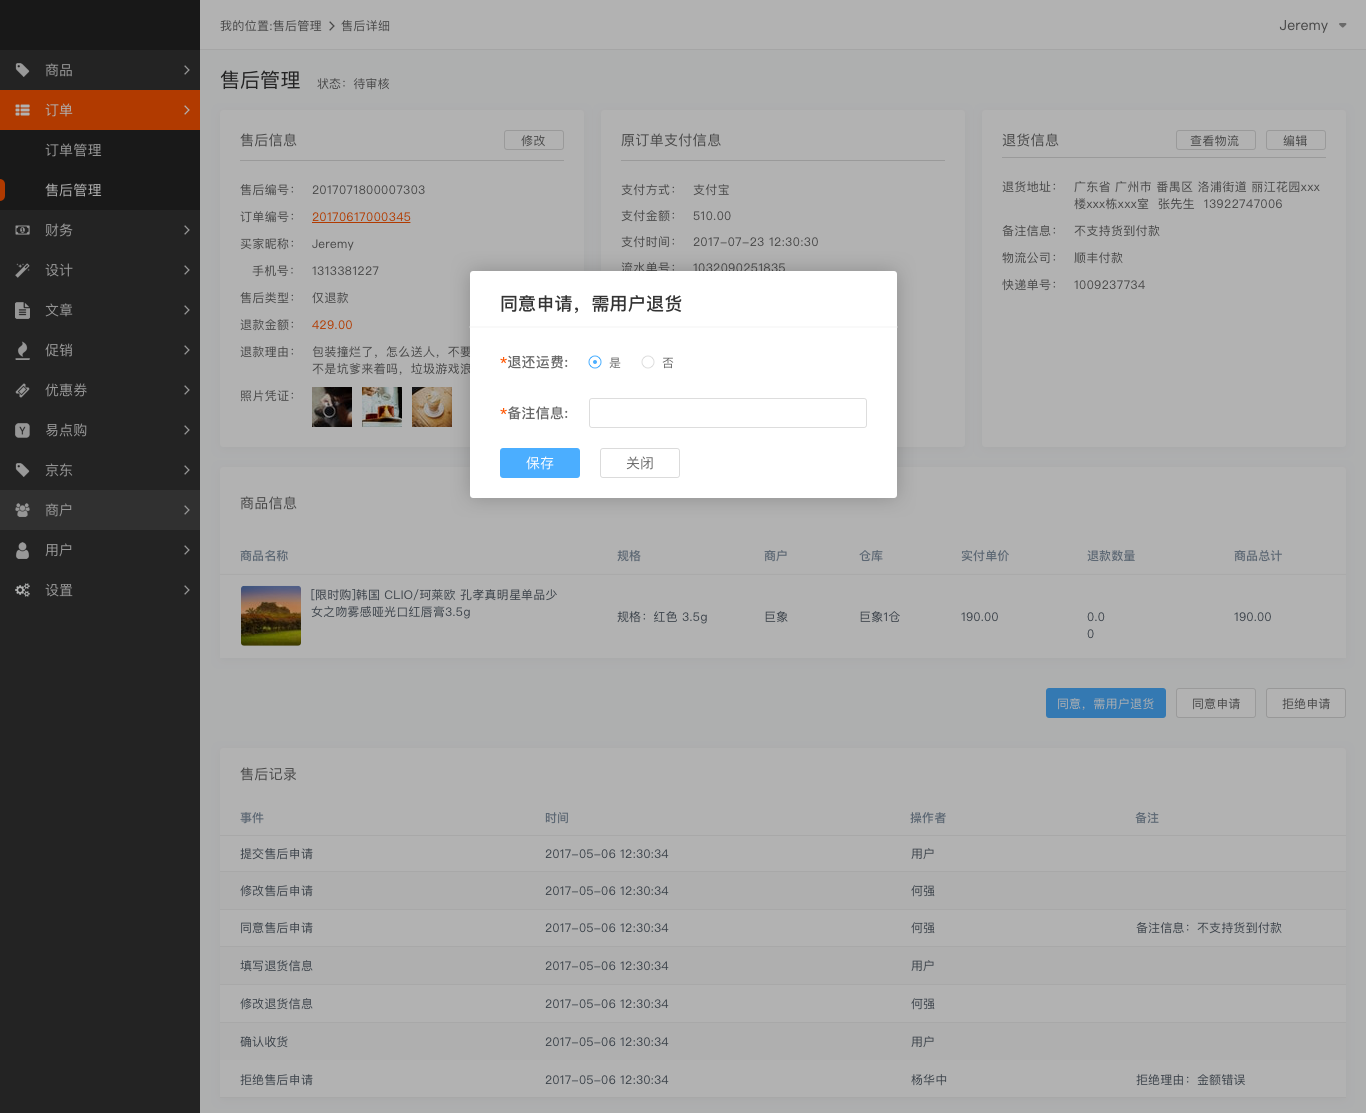 我的位置:售后管理 > 售后详细
Jeremy
商品
订单
订单管理
售后管理
财务
设计
文章
促销
优惠券
易点购
京东
商户
用户
设置
售后管理 状态：待审核
售后信息 修改
售后编号： 2017071800007303
订单编号： 20170617000345
买家昵称： Jeremy
手机号： 1313381227
售后类型： 仅退款
退款金额： 429.00
退款理由： 包装撞烂了，怎么送人，不要
不是坑爹来着吗，垃圾游戏浪
照片凭证：
原订单支付信息
支付方式： 支付宝
支付金额： 510.00
支付时间： 2017-07-23 12:30:30
流水单号： 1032090251835
退货信息 查看物流 编辑
退货地址： 广东省 广州市 番禺区 洛浦街道 丽江花园xxx
楼xxx栋xxx室 张先生 13922747006
备注信息： 不支持货到付款
物流公司： 顺丰付款
快递单号： 1009237734
同意申请，需用户退货
*退还运费: 是 否
*备注信息:
保存 关闭
商品信息
商品名称 规格 商户 仓库 实付单价 退款数量 商品总计
[限时购]韩国 CLIO/珂莱欧 孔孝真明星单品少
女之吻雾感哑光口红唇膏3.5g
规格：红色 3.5g 巨象 巨象1仓 190.00 0.0
0
190.00
同意，需用户退货 同意申请 拒绝申请
售后记录
事件 时间 操作者 备注
提交售后申请 2017-05-06 12:30:34 用户
修改售后申请 2017-05-06 12:30:34 何强
同意售后申请 2017-05-06 12:30:34 何强 备注信息：不支持货到付款
填写退货信息 2017-05-06 12:30:34 用户
修改退货信息 2017-05-06 12:30:34 何强
确认收货 2017-05-06 12:30:34 用户
拒绝售后申请 2017-05-06 12:30:34 杨华中 拒绝理由：金额错误